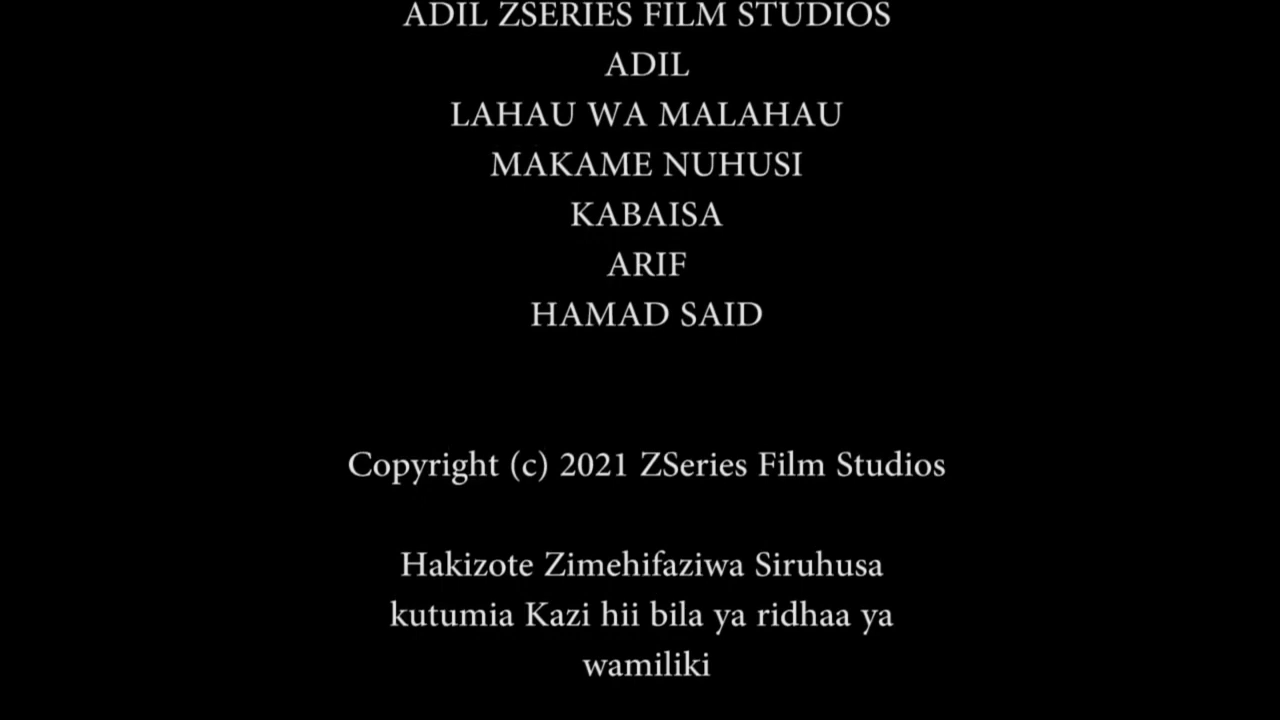 ADIL ZSERIES FILM STUDIOS
ADIL
LAHAU WA MALAHAU
MAKAME NUHUSI
KABAISA
ARIF
HAMAD SAID
Copyright (c) 2021 ZSeries Film Studios
Hakizote Zimehifaziwa Siruhusa
kutumia Kazi hii bila ya ridhaa ya
wamiliki